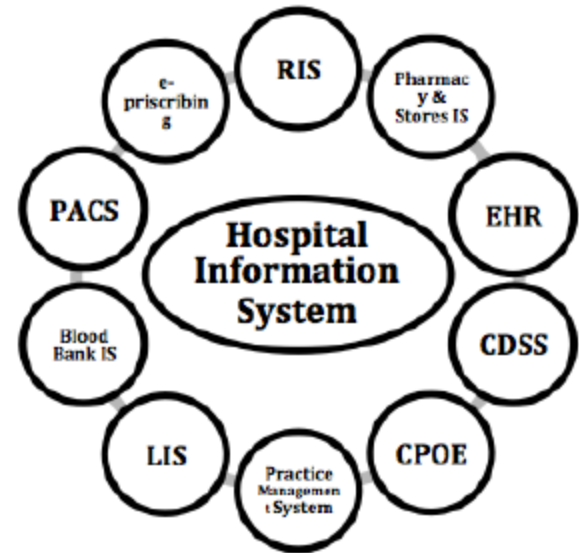 RIS
Pharmac
y &
Stores IS
EHR
CDSS
CPOE
Practice
Managemen
t System
LIS
Blood
Bank IS
PACS
e-
priscribin
g
Hospital
Information
System